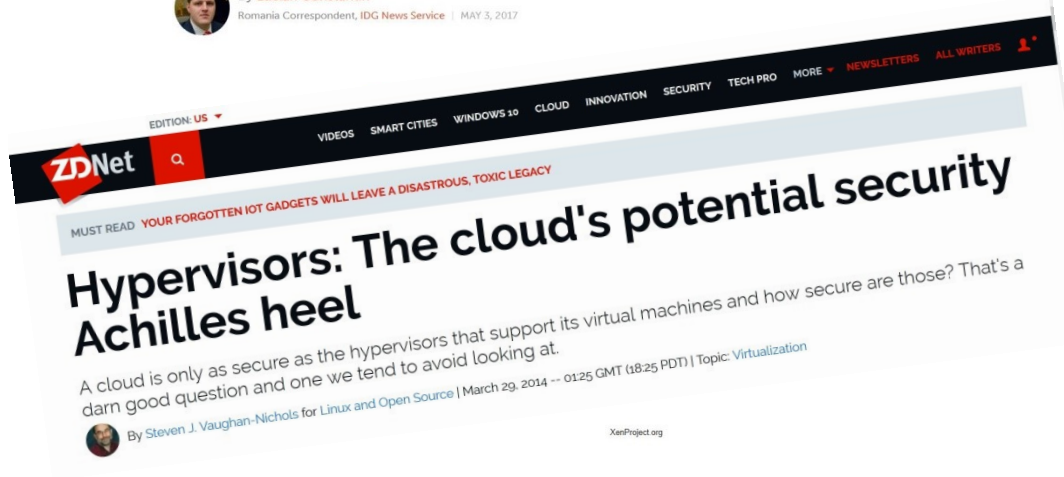 Romania Correspondent, IDG News Service | MAY 3, 2017
EDITION: US
ZDNet
VIDEOS SMART CITIES WINDOWS 10 CLOUD INNOVATION SECURITY TECH PRO MORE NEWSLETTERS ALL WRITERS
MUST READ YOUR FORGOTTEN IOT GADGETS WILL LEAVE A DISASTROUS, TOXIC LEGACY
Hypervisors: The cloud's potential security
Achilles heel
A cloud is only as secure as the hypervisors that support its virtual machines and how secure are those? That's a
darn good question and one we tend to avoid looking at.
By Steven J. Vaughan-Nichols for Linux and Open Source | March 29, 2014 -- 01:25 GMT (18:25 PDT) | Topic: Virtualization
XenProject.org